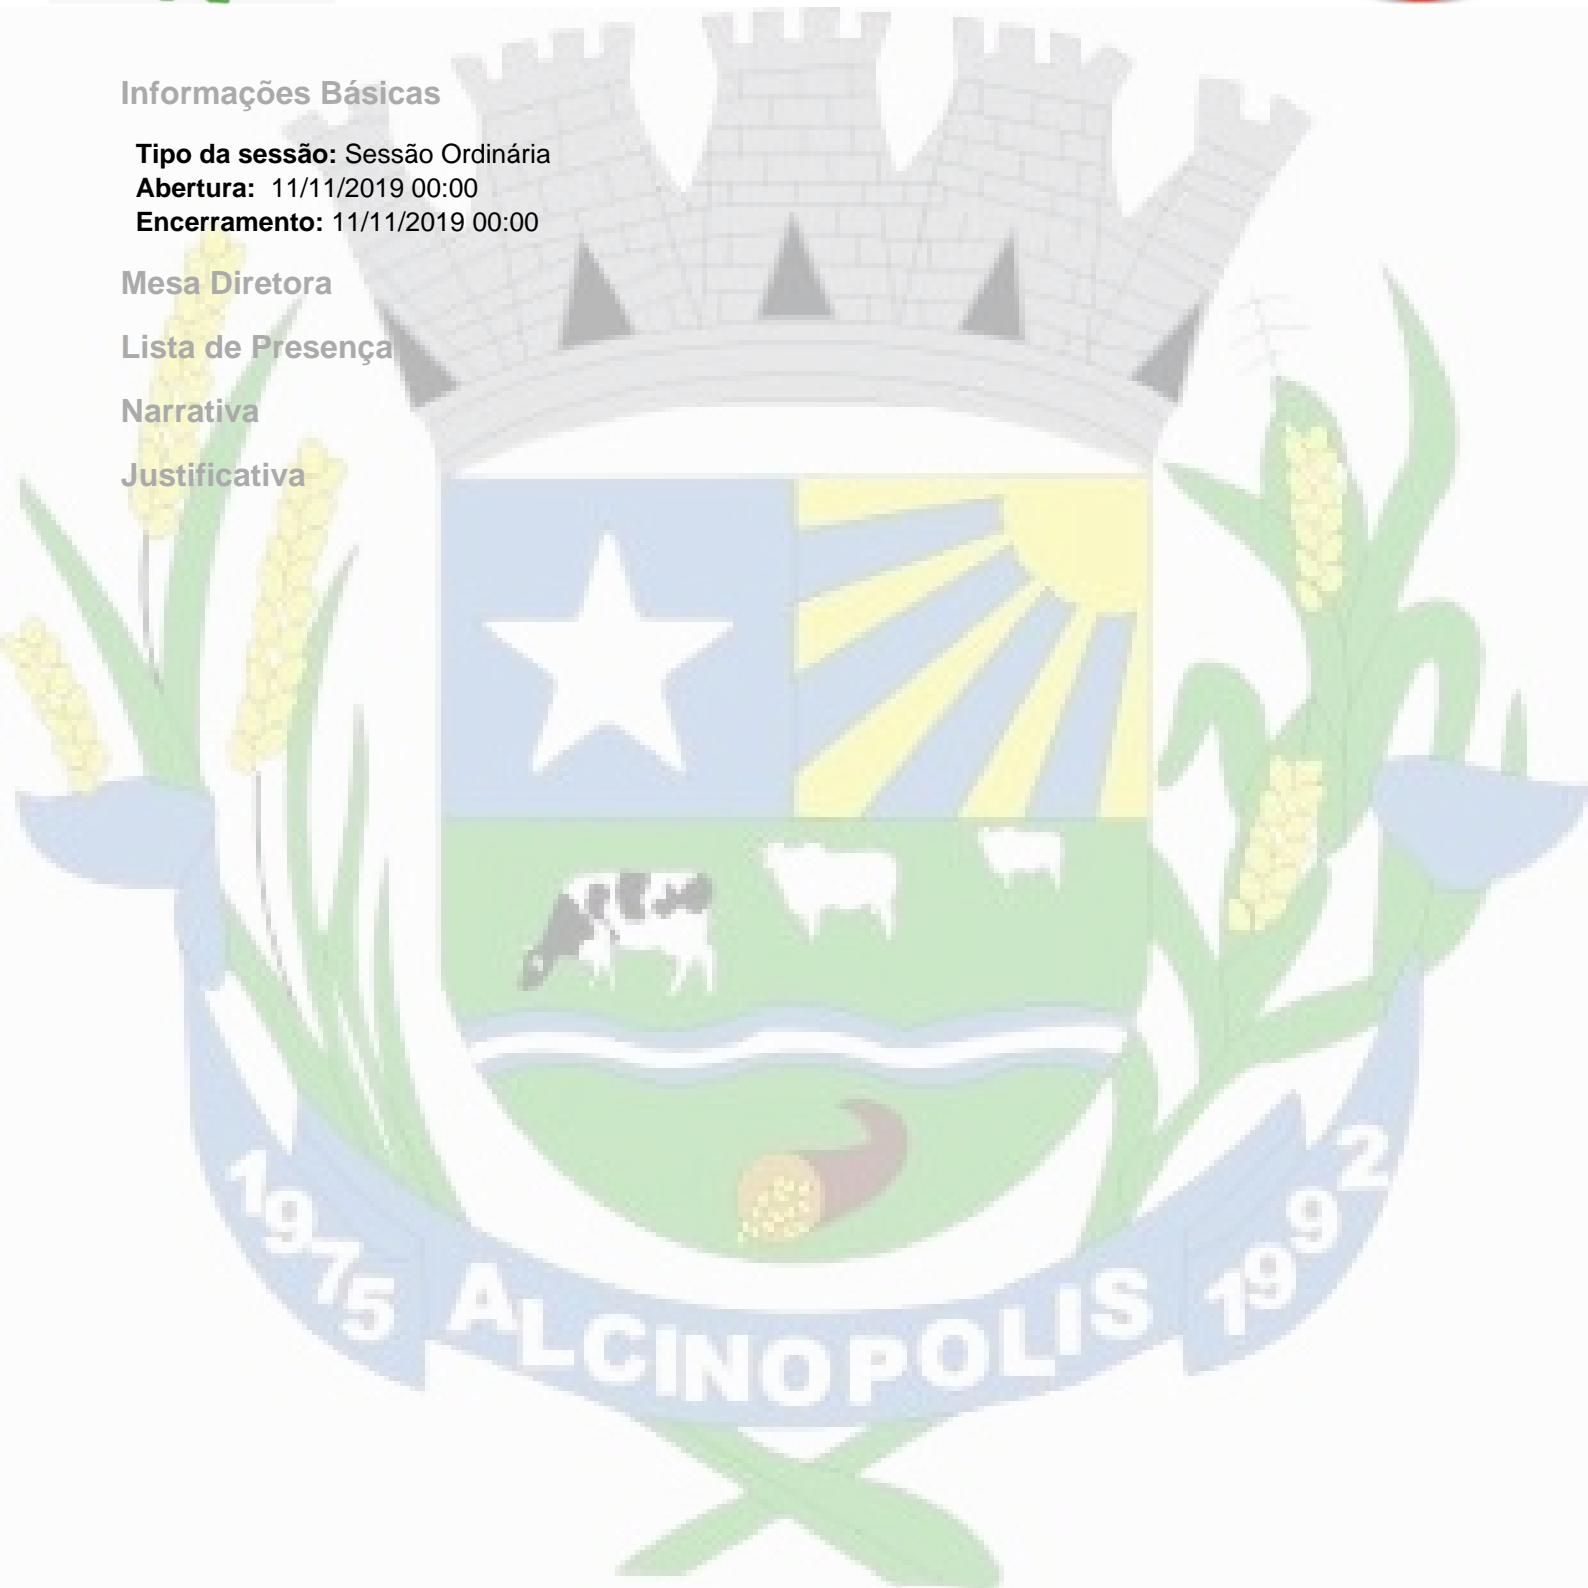 Informações Básicas
Tipo da sessão: Sessão Ordinária
Abertura: 11/11/2019 00:00
Encerramento: 11/11/2019 00:00
Mesa Diretora
Lista de Presença
Narrativa
Justificativa
1975 ALCINOPOLIS 1992